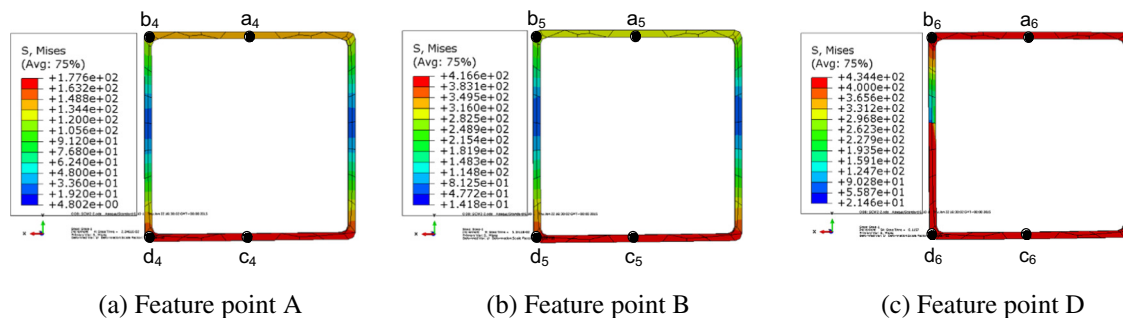 b4 a4
S, Mises
(Avg: 75%)
+1.776e+02
+1.632e+02
+1.488e+02
+1.344e+02
+1.200e+02
+1.056e+02
+9.120e+01
+7.680e+01
+6.240e+01
+4.800e+01
+3.360e+01
+1.920e+01
+4.802e+00
Y
X
d4 c4
(a) Feature point A
b5 a5
S, Mises
(Avg: 75%)
+4.166e+02
+3.831e+02
+3.495e+02
+3.160e+02
+2.825e+02
+2.489e+02
+2.154e+02
+1.819e+02
+1.483e+02
+1.148e+02
+8.125e+01
+4.772e+01
+1.418e+01
Y
X
d5 c5
(b) Feature point B
b6 a6
S, Mises
(Avg: 75%)
+4.344e+02
+4.000e+02
+3.656e+02
+3.312e+02
+2.968e+02
+2.623e+02
+2.279e+02
+1.935e+02
+1.591e+02
+1.247e+02
+9.028e+01
+5.587e+01
+2.146e+01
Y
X
d6 c6
(c) Feature point D